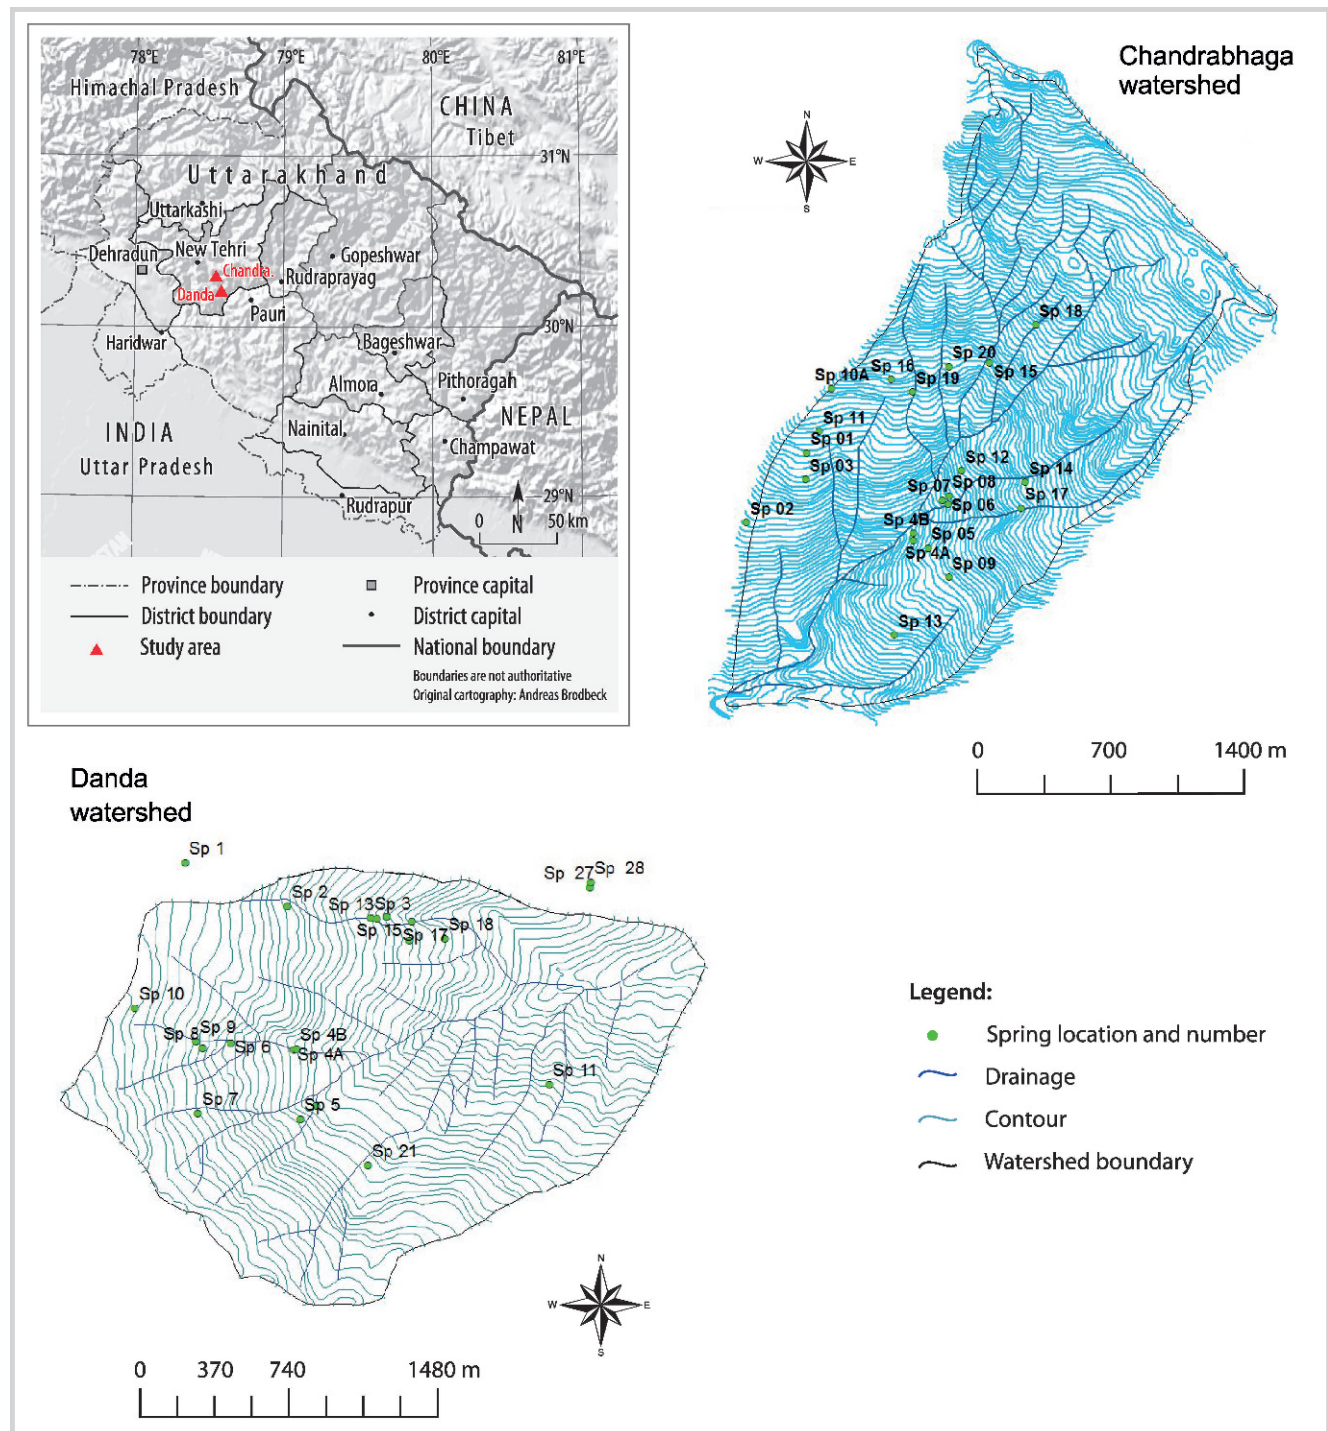 78°E
79°E
80°E
81°E
Himachal Pradesh
CHINA
Tibet
31°N
Uttarakhand
Uttarkashi
Dehradun
New Tehri
Gopeshwar
Chandra.
Rudraprayag
Danda
Pauri
30°N
Haridwar
Bageshwar
Almora
Pithoragah
INDIA
NEPAL
Nainital
Champawat
Uttar Pradesh
29°N
Rudrapur
0 N 50 km
Province boundary
Province capital
District boundary
District capital
Study area
National boundary
Boundaries are not authoritative
Original cartography: Andreas Brodbeck
Chandrabhaga
watershed
N
W E
S
Sp 18
Sp 20
Sp 16
Sp 15
Sp 10A
Sp 19
Sp 11
Sp 01
Sp 12
Sp 03
Sp 14
Sp 07
Sp 08
Sp 17
Sp 02
Sp 06
Sp 4B
Sp 05
Sp 4A
Sp 09
Sp 13
0 700 1400 m
Danda
watershed
Sp 1
Sp 27
Sp 28
Sp 2
Sp 13
Sp 3
Sp 15
Sp 17
Sp 18
Sp 10
Sp 8
Sp 9
Sp 6
Sp 4B
Sp 4A
Sp 11
Sp 7
Sp 5
Sp 21
N
W E
S
0 370 740 1480 m
Legend:
Spring location and number
Drainage
Contour
Watershed boundary